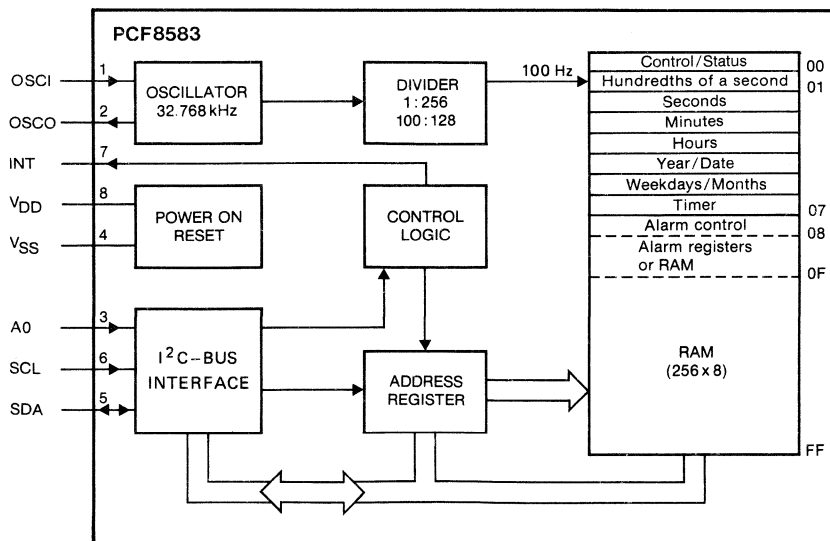 PCF8583
OSCI
1
OSCILLATOR
32.768 kHz
OSCO
2
DIVIDER
1 : 256
100 : 128
100 Hz
INT
7
VDD
8
POWER ON
RESET
VSS
4
CONTROL
LOGIC
A0
3
SCL
6
SDA
5
I²C-BUS
INTERFACE
ADDRESS
REGISTER
Control/Status
00
Hundredths of a second
01
Seconds
Minutes
Hours
Year/Date
Weekdays/Months
Timer
07
Alarm control
08
Alarm registers
or RAM
0F
RAM
(256 x 8)
FF